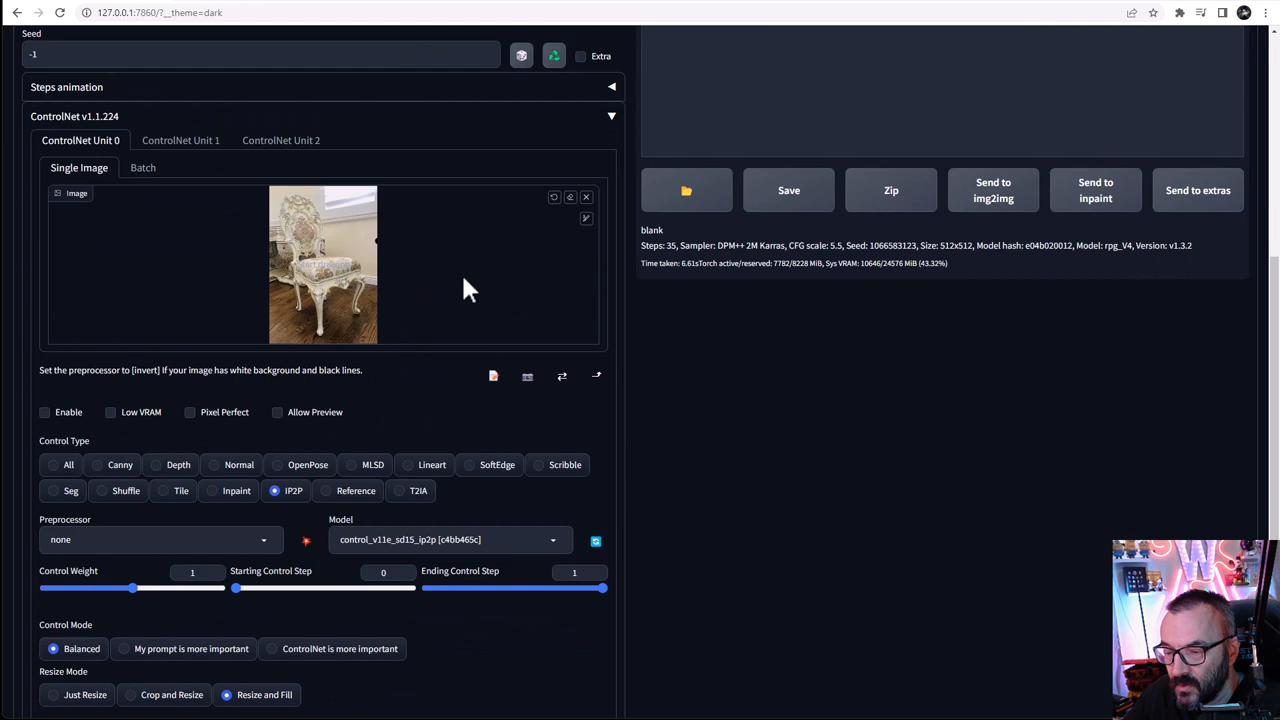 127.0.0.1:7860/?__theme=dark
Seed
-1
Extra
Steps animation
ControlNet v1.1.224
ControlNet Unit 0 ControlNet Unit 1 ControlNet Unit 2
Single Image Batch
Image
Set the preprocessor to [invert] If your image has white background and black lines.
Enable Low VRAM Pixel Perfect Allow Preview
Control Type
All Canny Depth Normal OpenPose MLSD Lineart SoftEdge Scribble
Seg Shuffle Tile Inpaint IP2P Reference T2IA
Preprocessor Model
none control_v11e_sd15_ip2p [c4bb465c]
Control Weight 1 Starting Control Step 0 Ending Control Step 1
Control Mode
Balanced My prompt is more important ControlNet is more important
Resize Mode
Just Resize Crop and Resize Resize and Fill
Save Zip Send to img2img Send to inpaint Send to extras
blank
Steps: 35, Sampler: DPM++ 2M Karras, CFG scale: 5.5, Seed: 1066583123, Size: 512x512, Model hash: e04b020012, Model: rpg_V4, Version: v1.3.2
Time taken: 6.61sTorch active/reserved: 7782/8228 MiB, Sys VRAM: 10646/24576 MiB (43.32%)